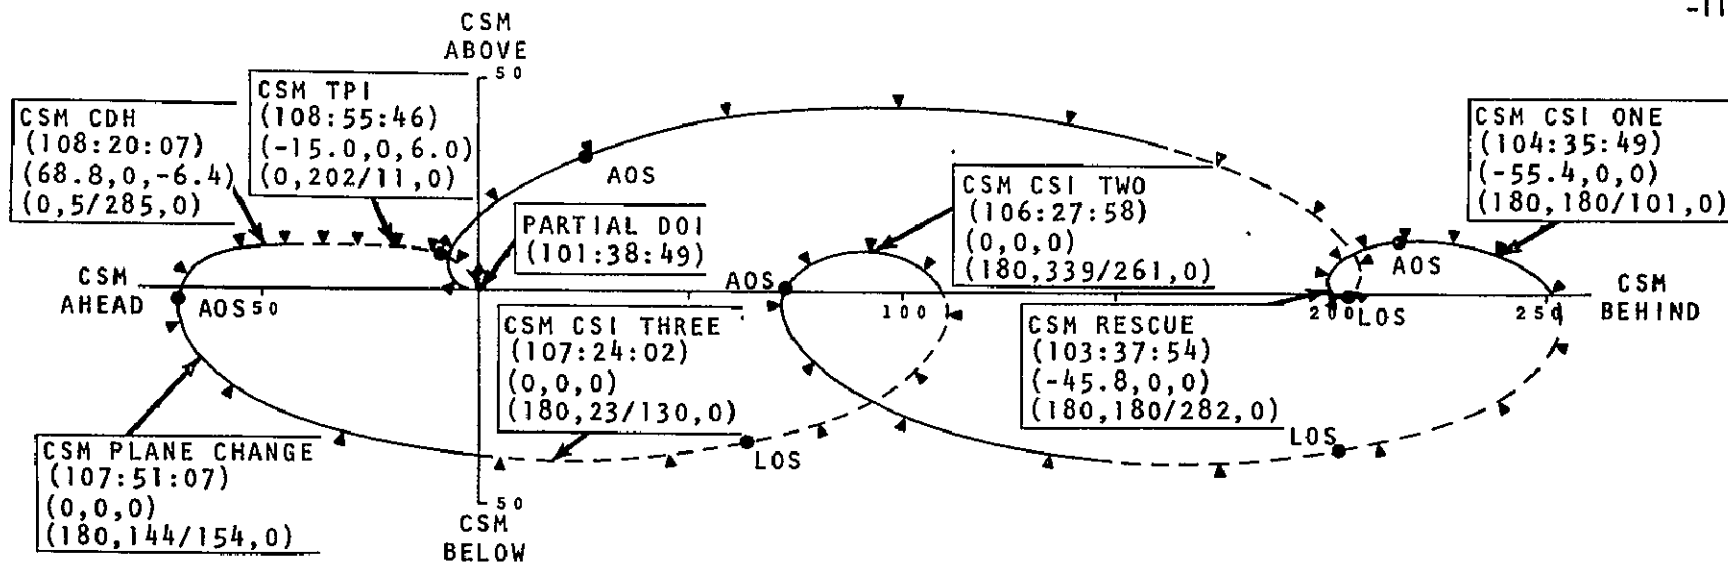 -11
CSM
ABOVE
50
CSM CDH
(108:20:07)
(68.8,0,-6.4)
(0,5/285,0)
CSM TPI
(108:55:46)
(-15.0,0,6.0)
(0,202/11,0)
AOS
PARTIAL DOI
(101:38:49)
CSM CSI TWO
(106:27:58)
(0,0,0)
(180,339/261,0)
CSM CSI ONE
(104:35:49)
(-55.4,0,0)
(180,180/101,0)
AOS
CSM
AHEAD
AOS
50
AOS
100
200
LOS
250
CSM
BEHIND
CSM CSI THREE
(107:24:02)
(0,0,0)
(180,23/130,0)
CSM RESCUE
(103:37:54)
(-45.8,0,0)
(180,180/282,0)
LOS
LOS
CSM PLANE CHANGE
(107:51:07)
(0,0,0)
(180,144/154,0)
50
CSM
BELOW